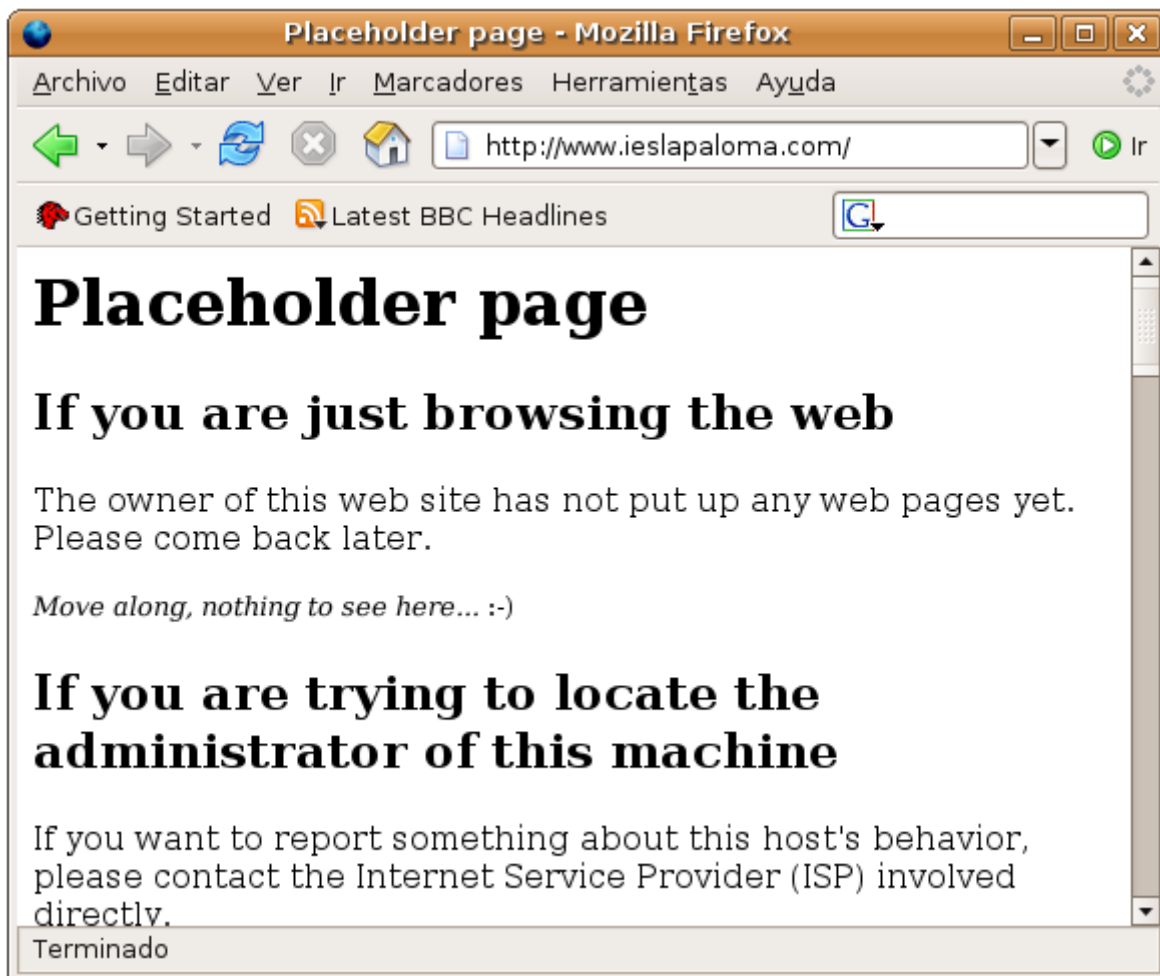 Placeholder page - Mozilla Firefox
Archivo Editar Ver Ir Marcadores Herramientas Ayuda
http://www.ieslapaloma.com/ Ir
Getting Started Latest BBC Headlines G
Placeholder page
If you are just browsing the web
The owner of this web site has not put up any web pages yet.
Please come back later.
Move along, nothing to see here... :-)
If you are trying to locate the
administrator of this machine
If you want to report something about this host's behavior,
please contact the Internet Service Provider (ISP) involved
directly.
Terminado